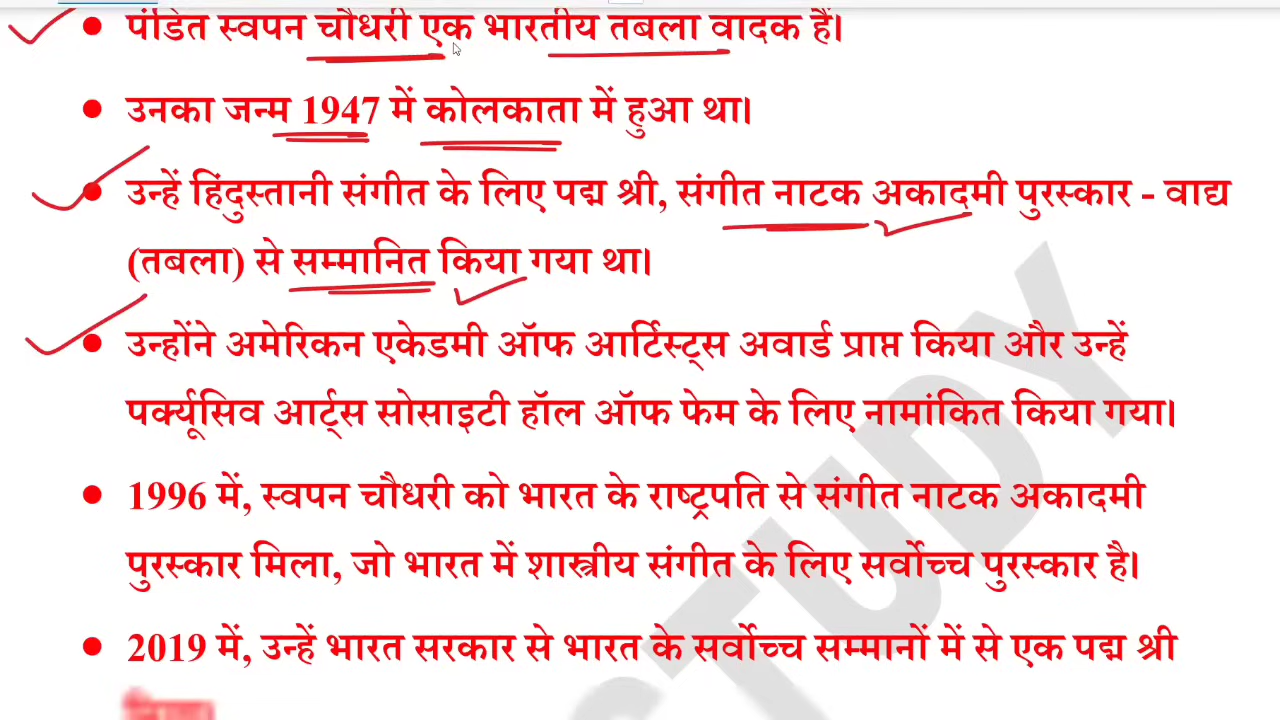 • पंडित स्वपन चौधरी एक भारतीय तबला वादक हैं।
• उनका जन्म 1947 में कोलकाता में हुआ था।
• उन्हें हिंदुस्तानी संगीत के लिए पद्म श्री, संगीत नाटक अकादमी पुरस्कार - वाद्य
(तबला) से सम्मानित किया गया था।
• उन्होंने अमेरिकन एकेडमी ऑफ आर्टिस्ट्स अवार्ड प्राप्त किया और उन्हें
पर्क्यूसिव आर्ट्स सोसाइटी हॉल ऑफ फेम के लिए नामांकित किया गया।
• 1996 में, स्वपन चौधरी को भारत के राष्ट्रपति से संगीत नाटक अकादमी
पुरस्कार मिला, जो भारत में शास्त्रीय संगीत के लिए सर्वोच्च पुरस्कार है।
• 2019 में, उन्हें भारत सरकार से भारत के सर्वोच्च सम्मानों में से एक पद्म श्री
STUDY